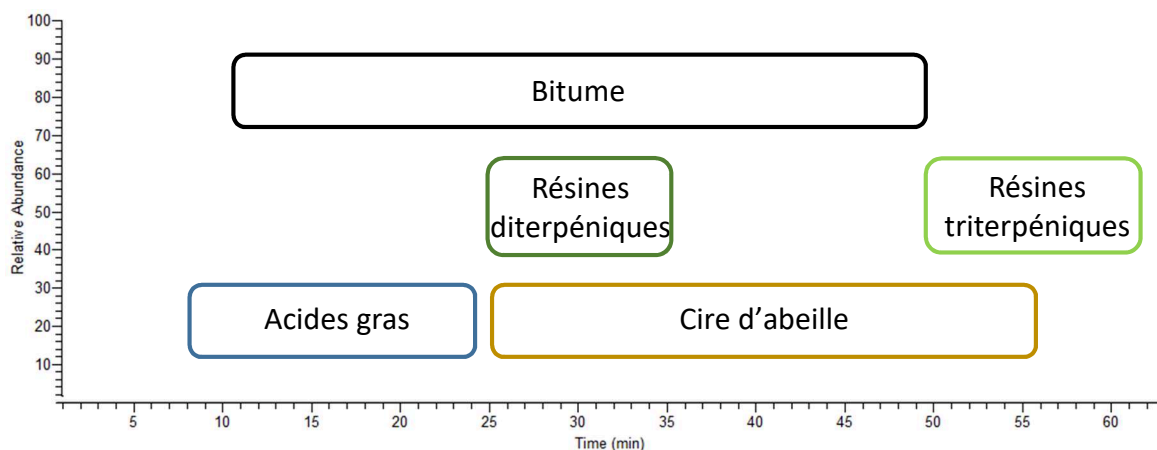 100
90
80
70
60
50
40
30
20
10
Relative Abundance
Bitume
Résines
diterpéniques
Résines
triterpéniques
Acides gras
Cire d'abeille
5 10 15 20 25 30 35 40 45 50 55 60
Time (min)